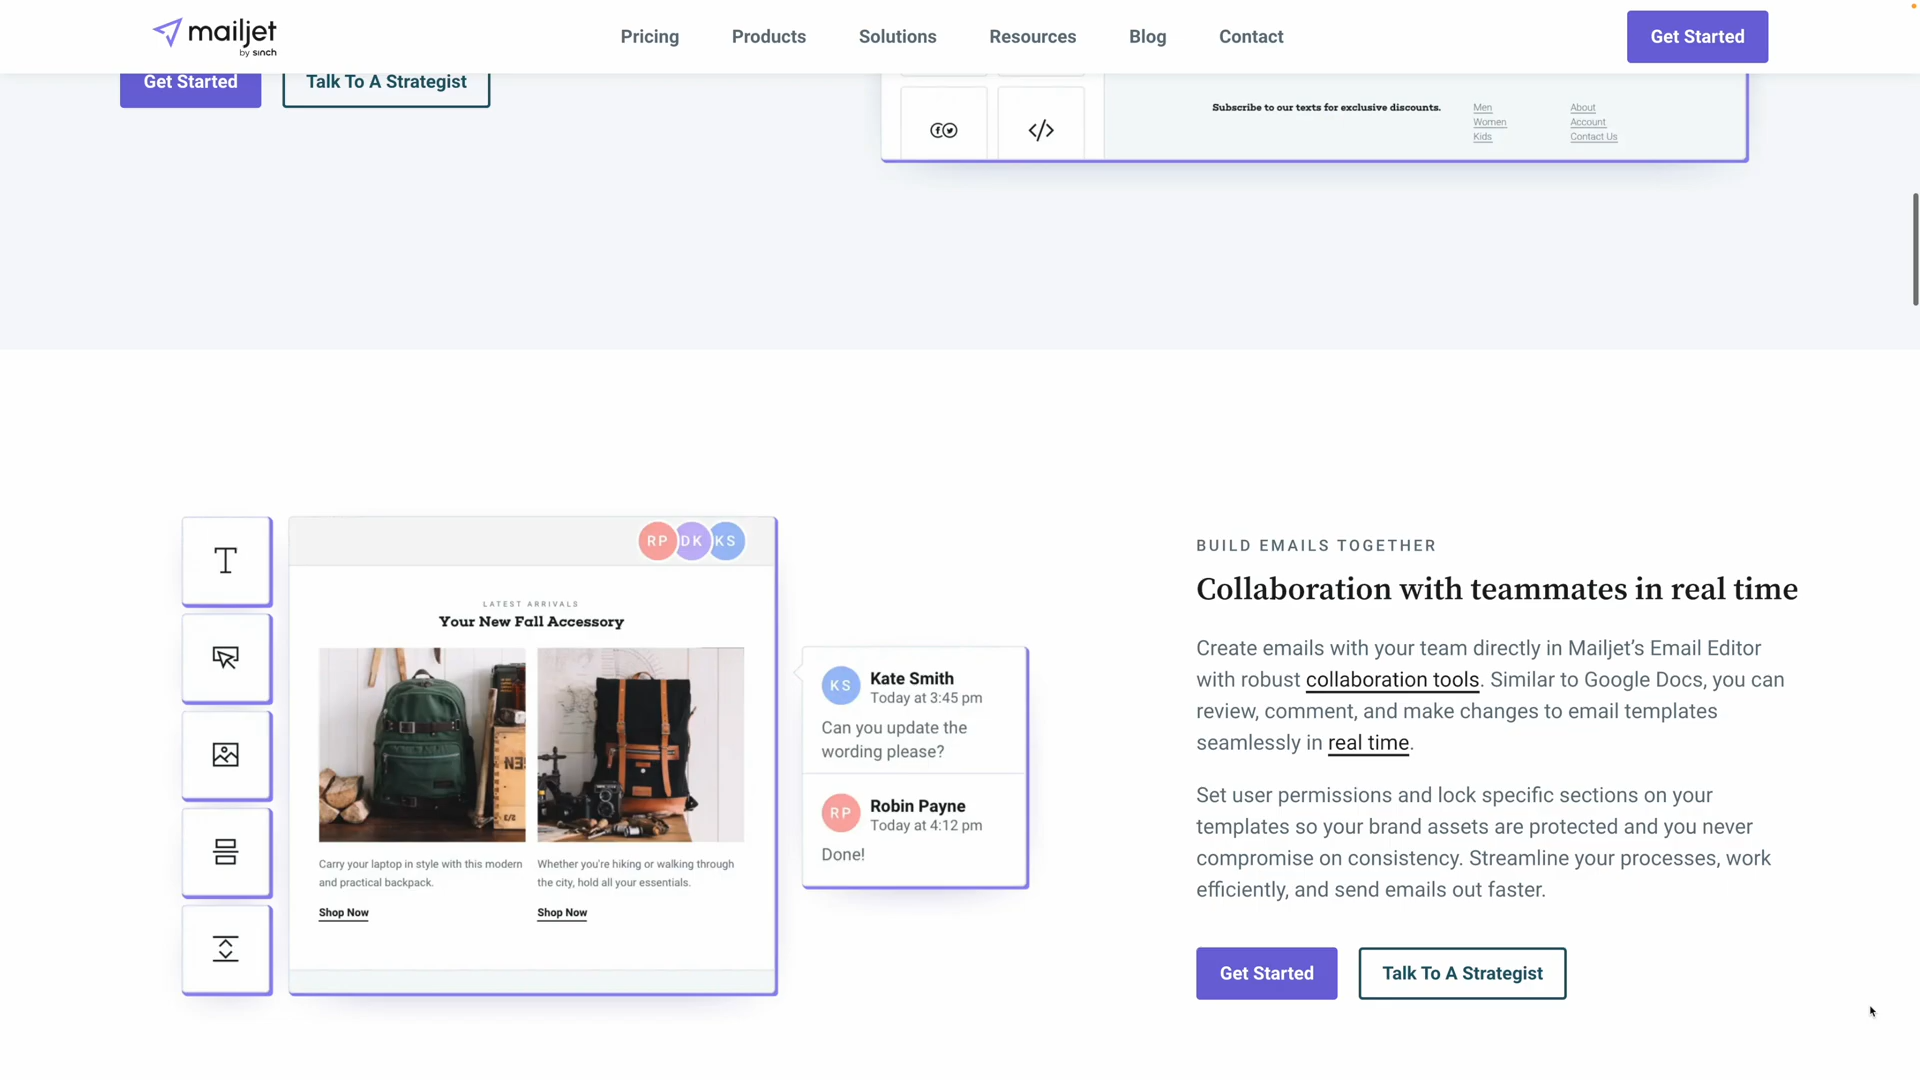 mailjet
by sinch
Pricing
Products
Solutions
Resources
Blog
Contact
Get Started
Get Started
Talk To A Strategist
Subscribe to our texts for exclusive discounts.
Men
Women
Kids
About
Account
Contact Us
RP
DK
KS
LATEST ARRIVALS
Your New Fall Accessory
Carry your laptop in style with this modern
and practical backpack.
Shop Now
Whether you're hiking or walking through
the city, hold all your essentials.
Shop Now
KS
Kate Smith
Today at 3:45 pm
Can you update the
wording please?
RP
Robin Payne
Today at 4:12 pm
Done!
BUILD EMAILS TOGETHER
Collaboration with teammates in real time
Create emails with your team directly in Mailjet’s Email Editor
with robust collaboration tools. Similar to Google Docs, you can
review, comment, and make changes to email templates
seamlessly in real time.
Set user permissions and lock specific sections on your
templates so your brand assets are protected and you never
compromise on consistency. Streamline your processes, work
efficiently, and send emails out faster.
Get Started
Talk To A Strategist